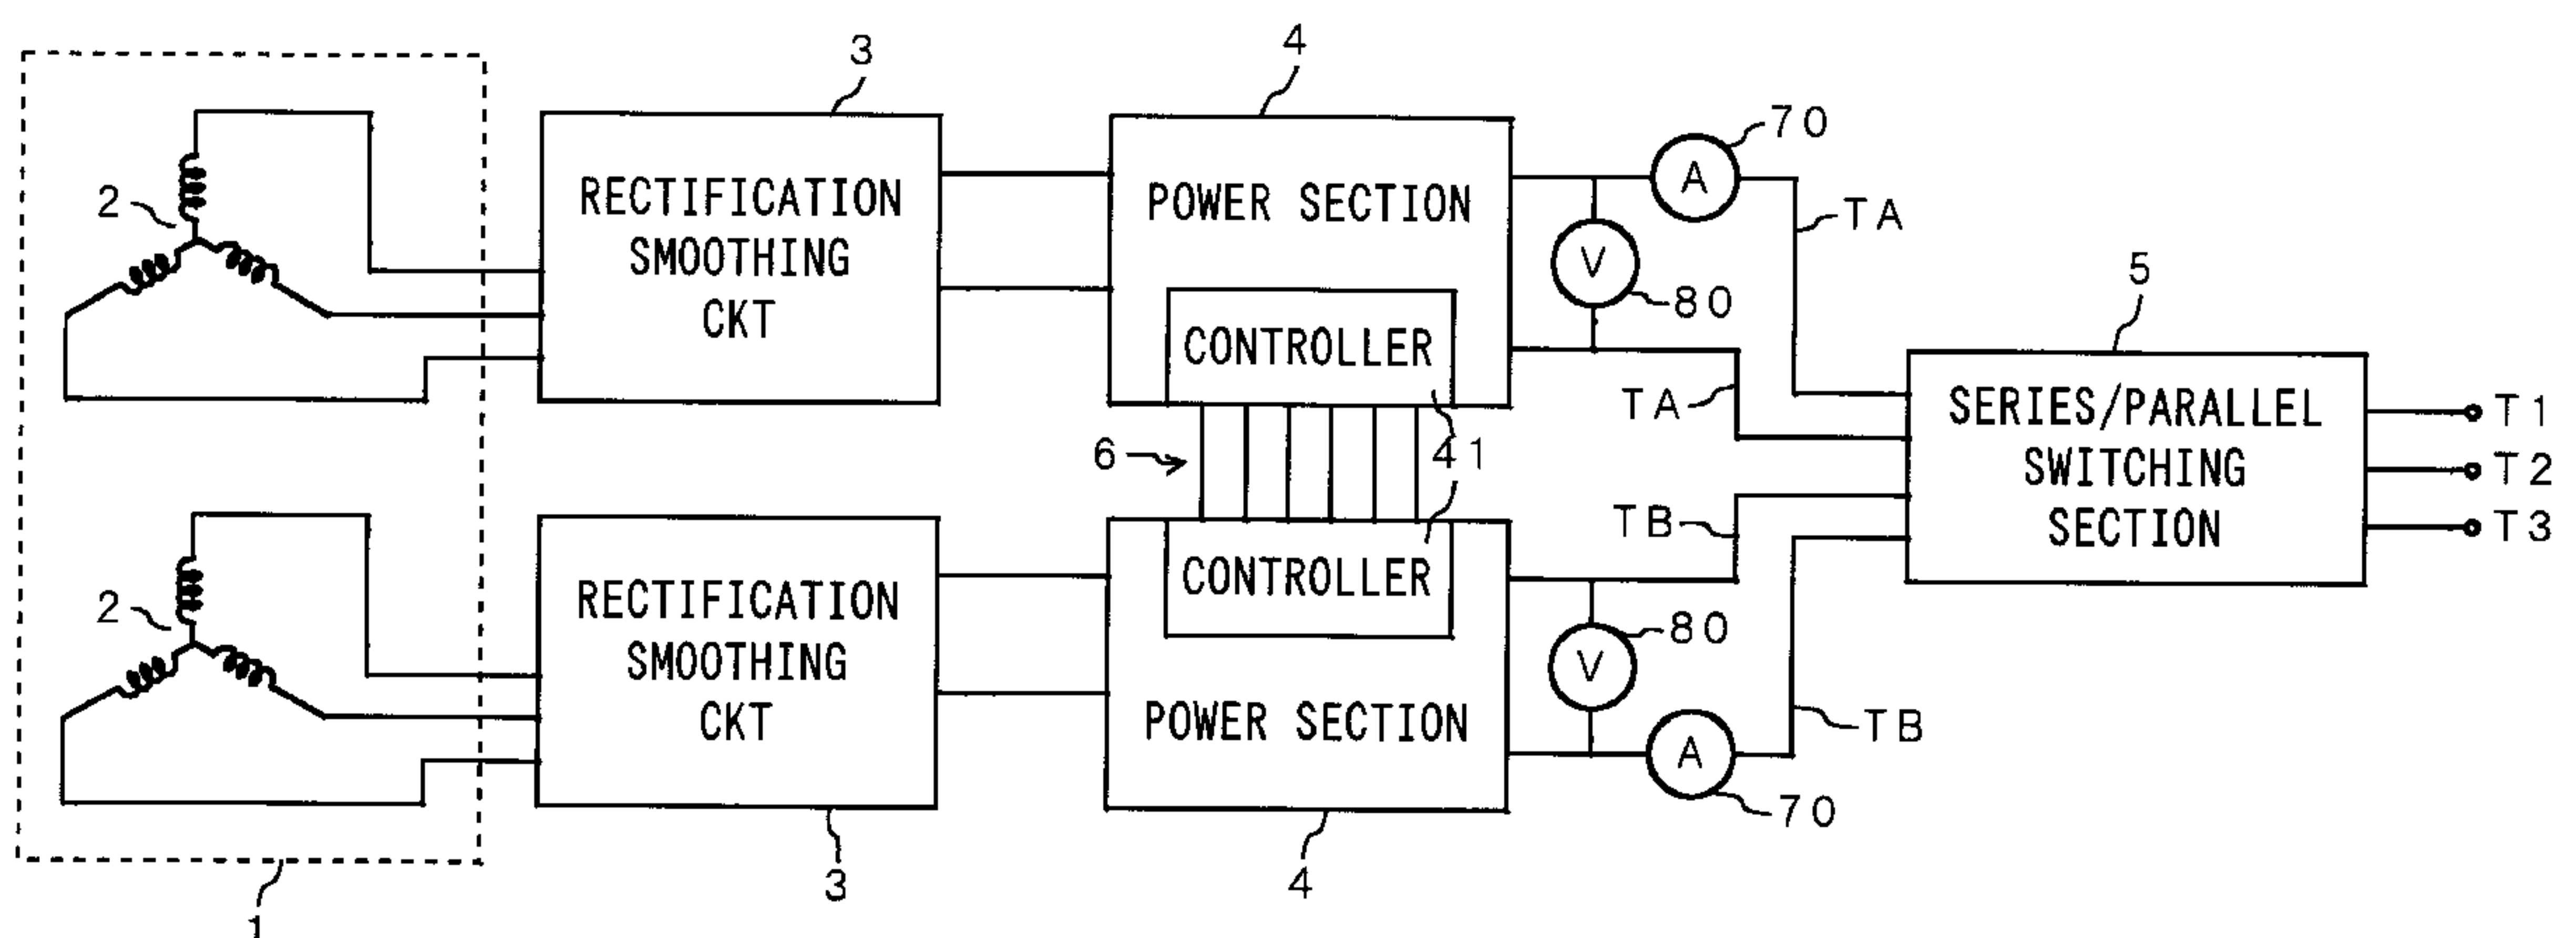 3
4
70
A
2
RECTIFICATION
SMOOTHING
CKT
POWER SECTION
TA
V
80
CONTROLLER
5
TA
SERIES/PARALLEL
SWITCHING
SECTION
T1
T2
T3
6
41
TB
2
RECTIFICATION
SMOOTHING
CKT
CONTROLLER
80
V
POWER SECTION
TB
A
70
3
4
1